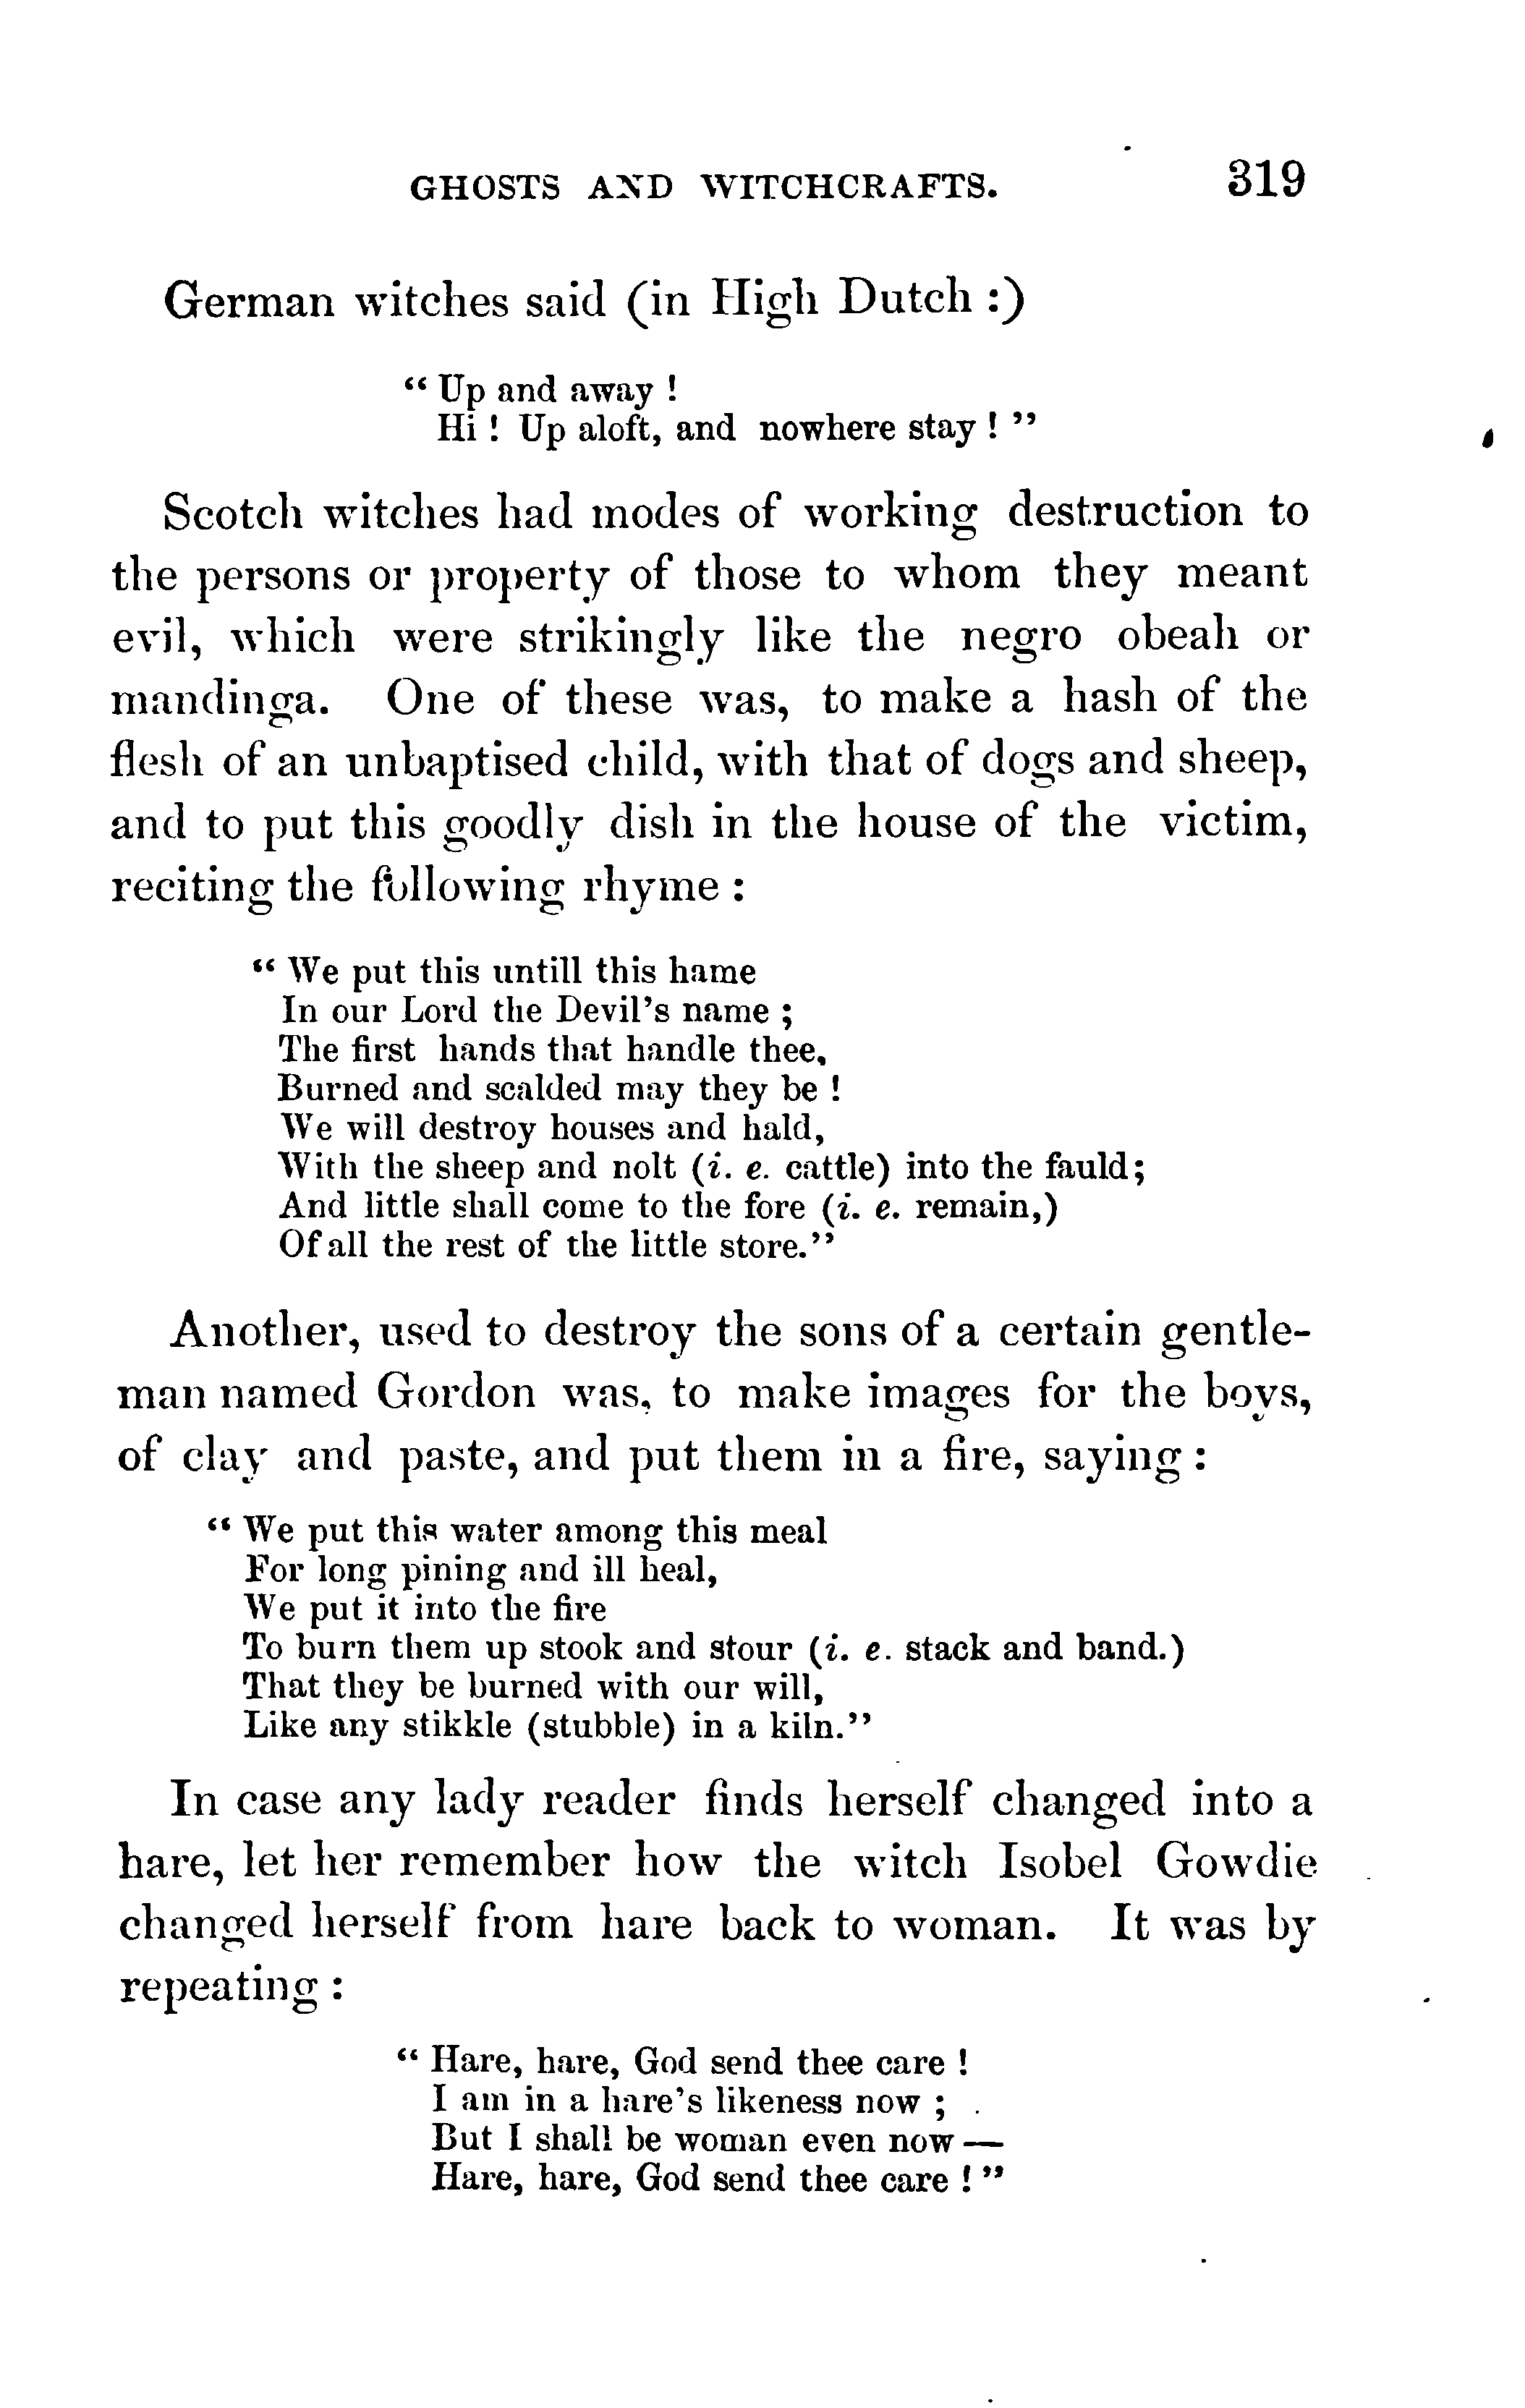 GHOSTS AND WITCHCRAFTS. 319
German witches said (in High Dutch :)
“ Up and away !
Hi ! Up aloft, and nowhere stay ! ”
Scotch witches had modes of working destruction to
the persons or property of those to whom they meant
evil, which were strikingly like the negro obeah or
mandinga. One of these was, to make a hash of the
flesh of an unbaptised child, with that of dogs and sheep,
and to put this goodly dish in the house of the victim,
reciting the following rhyme :
“ We put this untill this hame
In our Lord the Devil’s name ;
The first hands that handle thee,
Burned and scalded may they be !
We will destroy houses and hald,
With the sheep and nolt (i. e. cattle) into the fauld;
And little shall come to the fore (i. e. remain,)
Of all the rest of the little store.”
Another, used to destroy the sons of a certain gentle-
man named Gordon was, to make images for the boys,
of clay and paste, and put them in a fire, saying :
“ We put this water among this meal
For long pining and ill heal,
We put it into the fire
To burn them up stook and stour (i. e. stack and band.)
That they be burned with our will,
Like any stikkle (stubble) in a kiln.”
In case any lady reader finds herself changed into a
hare, let her remember how the witch Isobel Gowdie
changed herself from hare back to woman. It was by
repeating :
“ Hare, hare, God send thee care !
I am in a hare’s likeness now ;
But I shall be woman even now —
Hare, hare, God send thee care ! ”